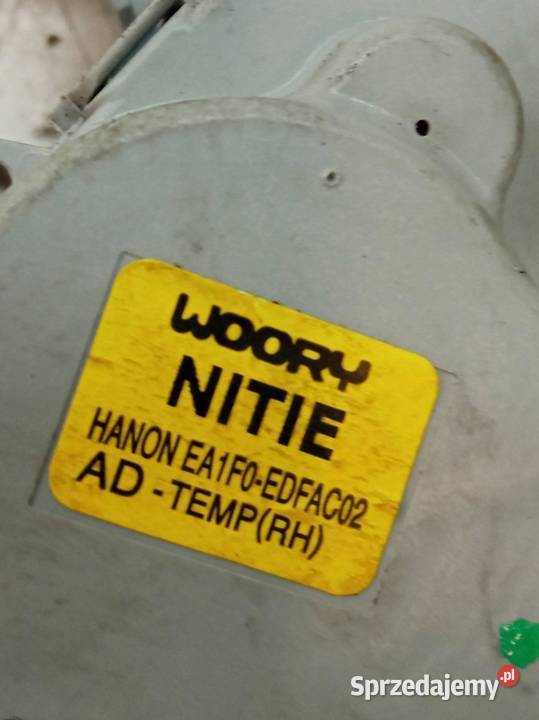 WOORY
NITIE
HANON EA1F0-EDFAC02
AD - TEMP(RH)
Sprzedajemy.pl